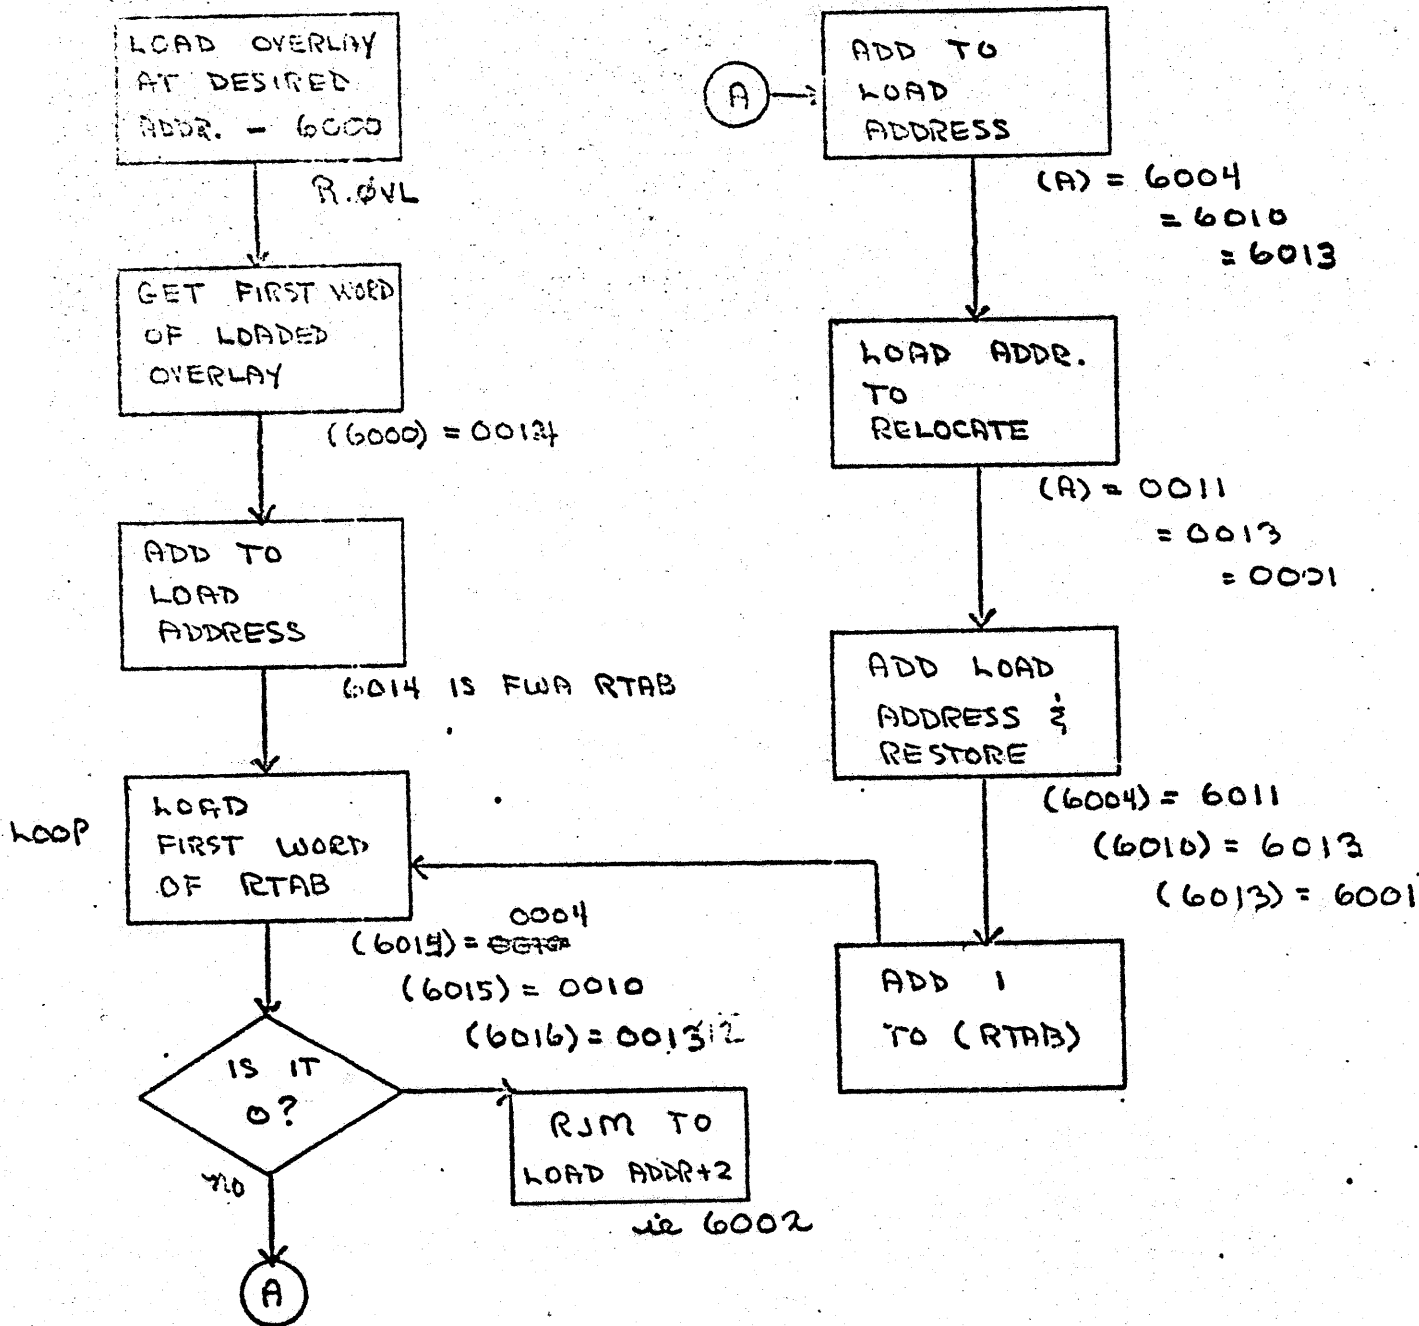 LOAD OVERLAY
AT DESIRED
ADDR. - 6000
R.ØVL
GET FIRST WORD
OF LOADED
OVERLAY
(6000) = 0014
ADD TO
LOAD
ADDRESS
6014 IS FWA RTAB
LOOP
LOAD
FIRST WORD
OF RTAB
0004
(6014) =
(6015) = 0010
(6016) = 0013
IS IT
0?
no
RJM TO
LOAD ADDR+2
ie 6002
A
A
ADD TO
LOAD
ADDRESS
(A) = 6004
= 6010
= 6013
LOAD ADDR.
TO
RELOCATE
(A) = 0011
= 0013
= 0001
ADD LOAD
ADDRESS &
RESTORE
(6004) = 6011
(6010) = 6013
(6013) = 6001
ADD 1
TO (RTAB)